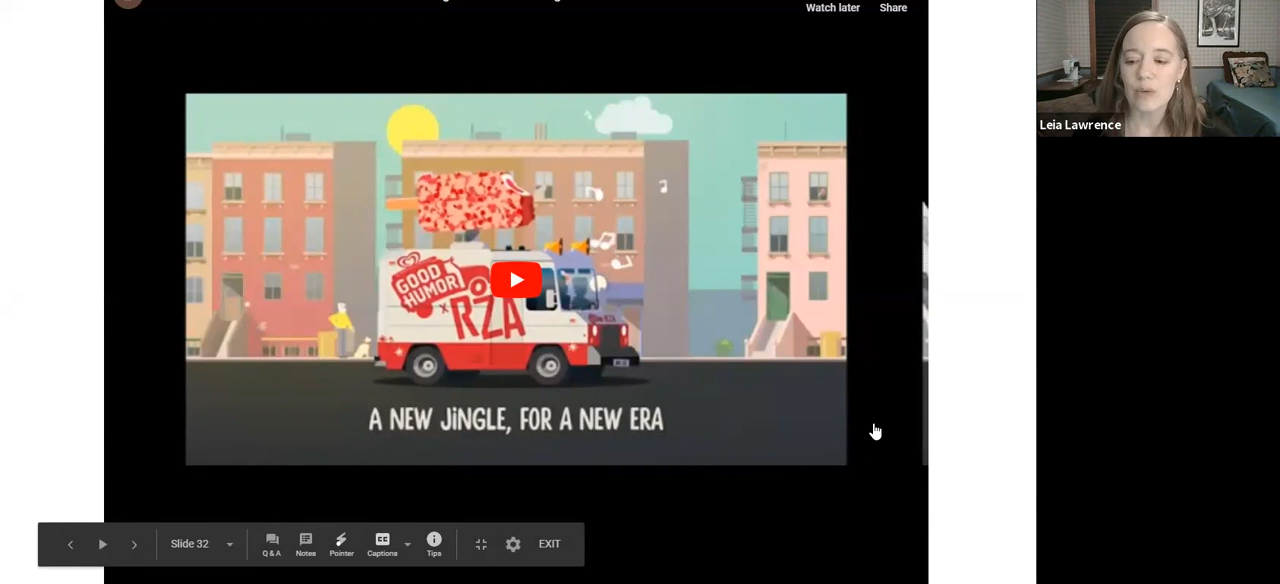 Watch later
Share
Leia Lawrence
GOOD
HUMOR
x RZA
A NEW JiNGLE, FOR A NEW ERA
Slide 32
Q & A
Notes
Pointer
CC
Captions
Tips
EXIT